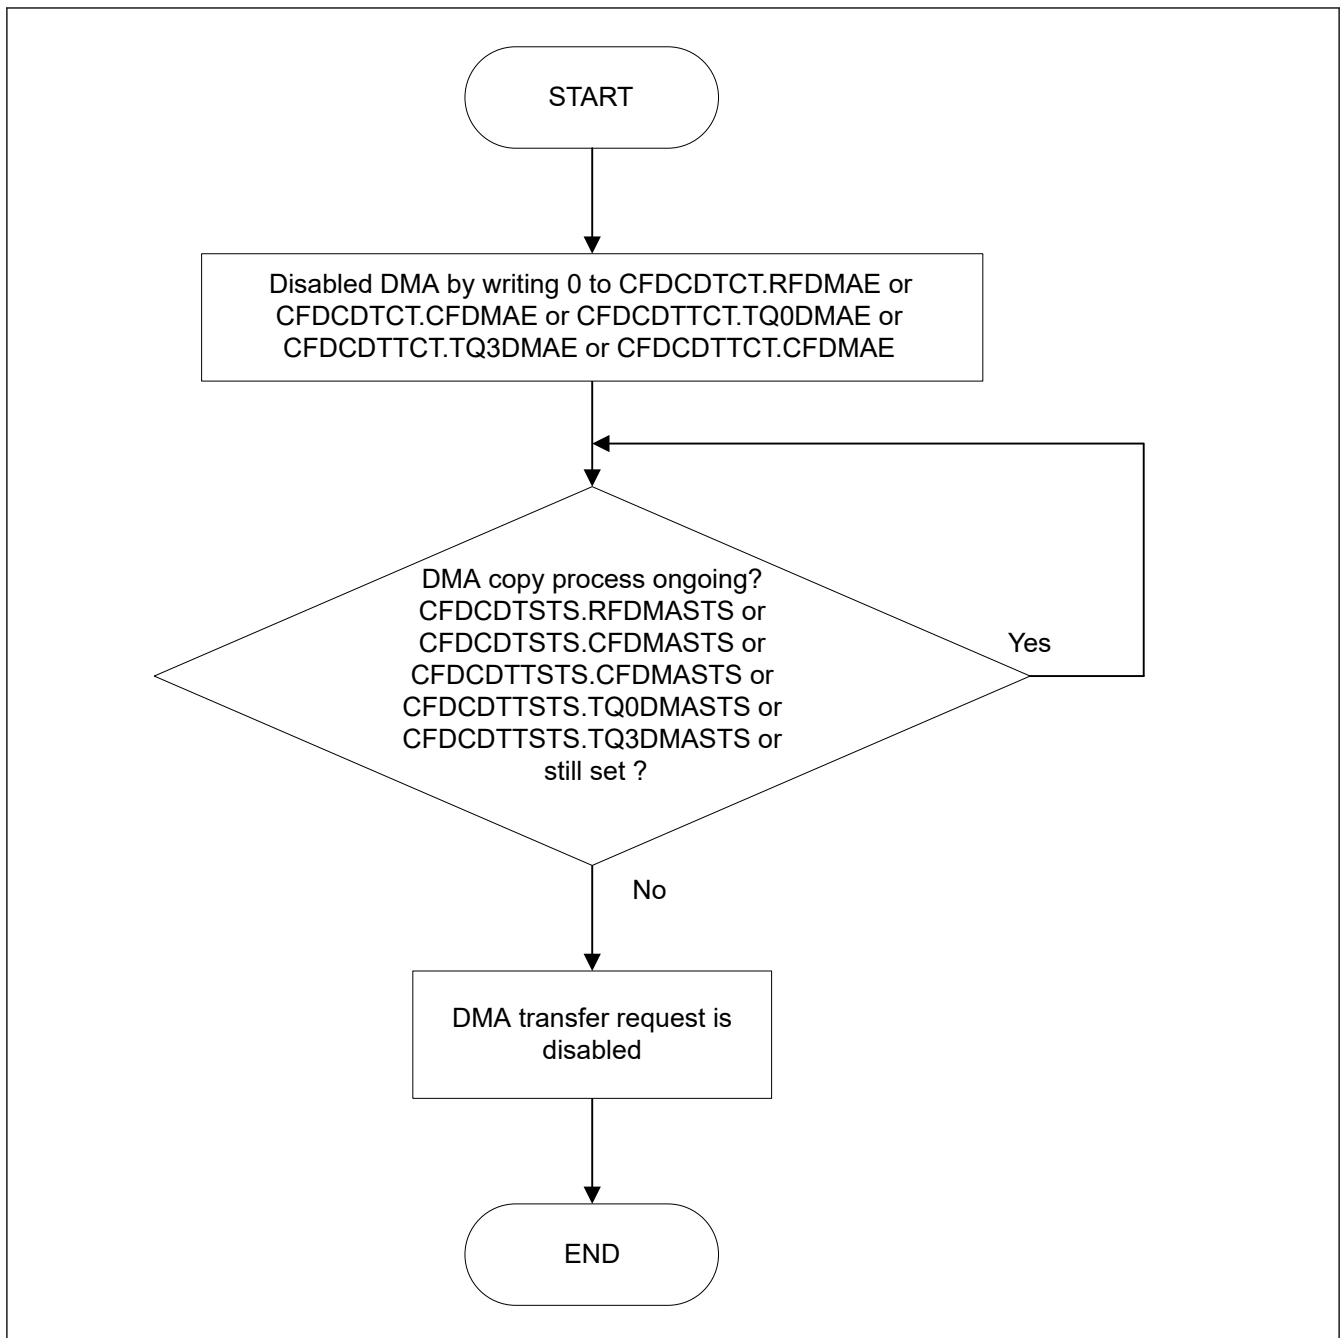 START
Disabled DMA by writing 0 to CFDCDTCT.RFDMAE or
CFDCDTCT.CFDMAE or CFDCDTTCT.TQ0DMAE or
CFDCDTTCT.TQ3DMAE or CFDCDTTCT.CFDMAE
DMA copy process ongoing?
CFDCDTSTS.RFDMASTS or
CFDCDTSTS.CFDMASTS or
CFDCDTTSTS.CFDMASTS or
CFDCDTTSTS.TQ0DMASTS or
CFDCDTTSTS.TQ3DMASTS or
still set ?
Yes
No
DMA transfer request is
disabled
END